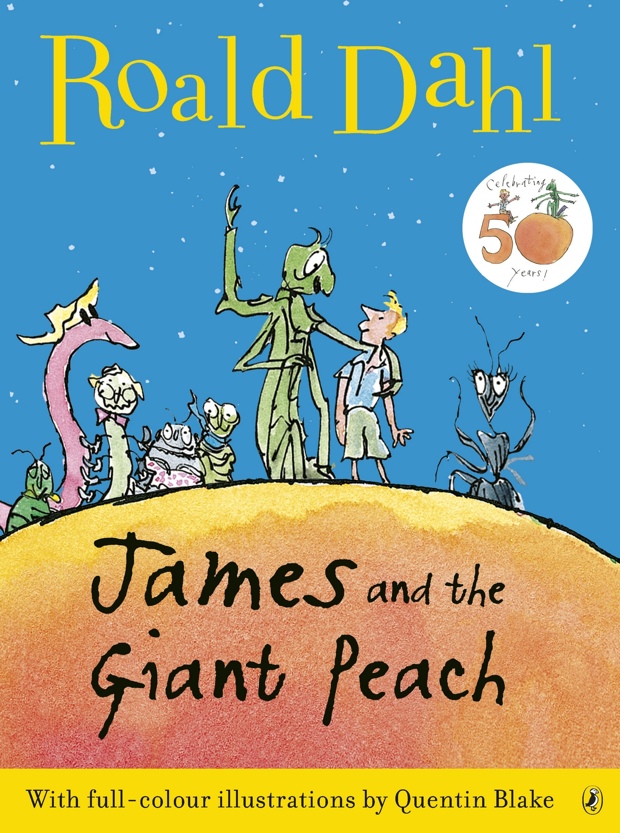 Roald Dahl
Celebrating
50
years!
James and the
Giant Peach
With full-colour illustrations by Quentin Blake